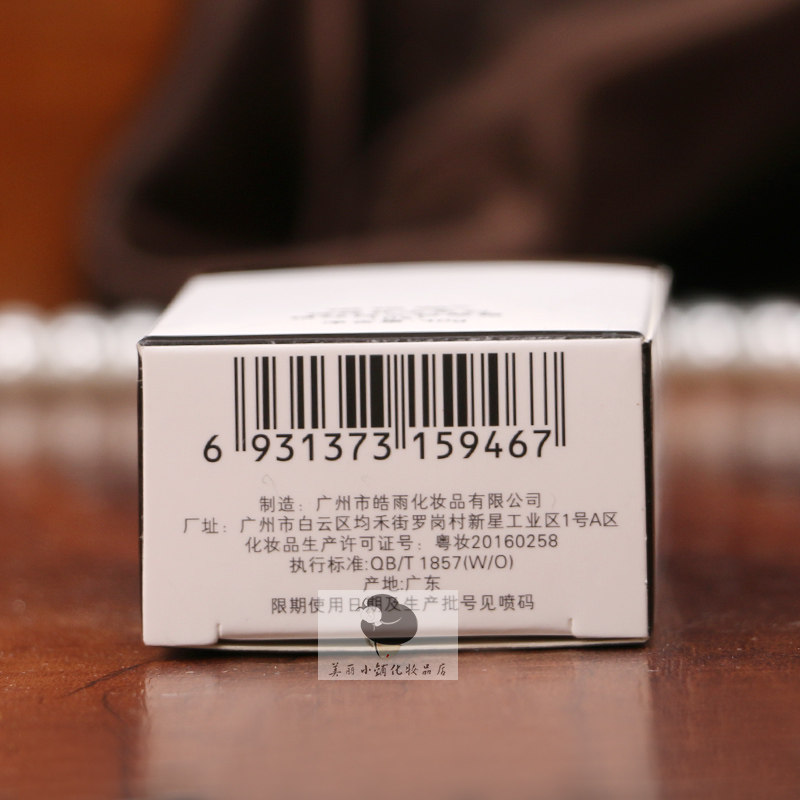 6 931373 159467
制造：广州市皓雨化妆品有限公司
厂址：广州市白云区均禾街罗岗村新星工业区1号A区
化妆品生产许可证号：粤妆20160258
执行标准:QB/T 1857(W/O)
产地:广东
限期使用日期及生产批号见喷码
美丽小铺化妆品店